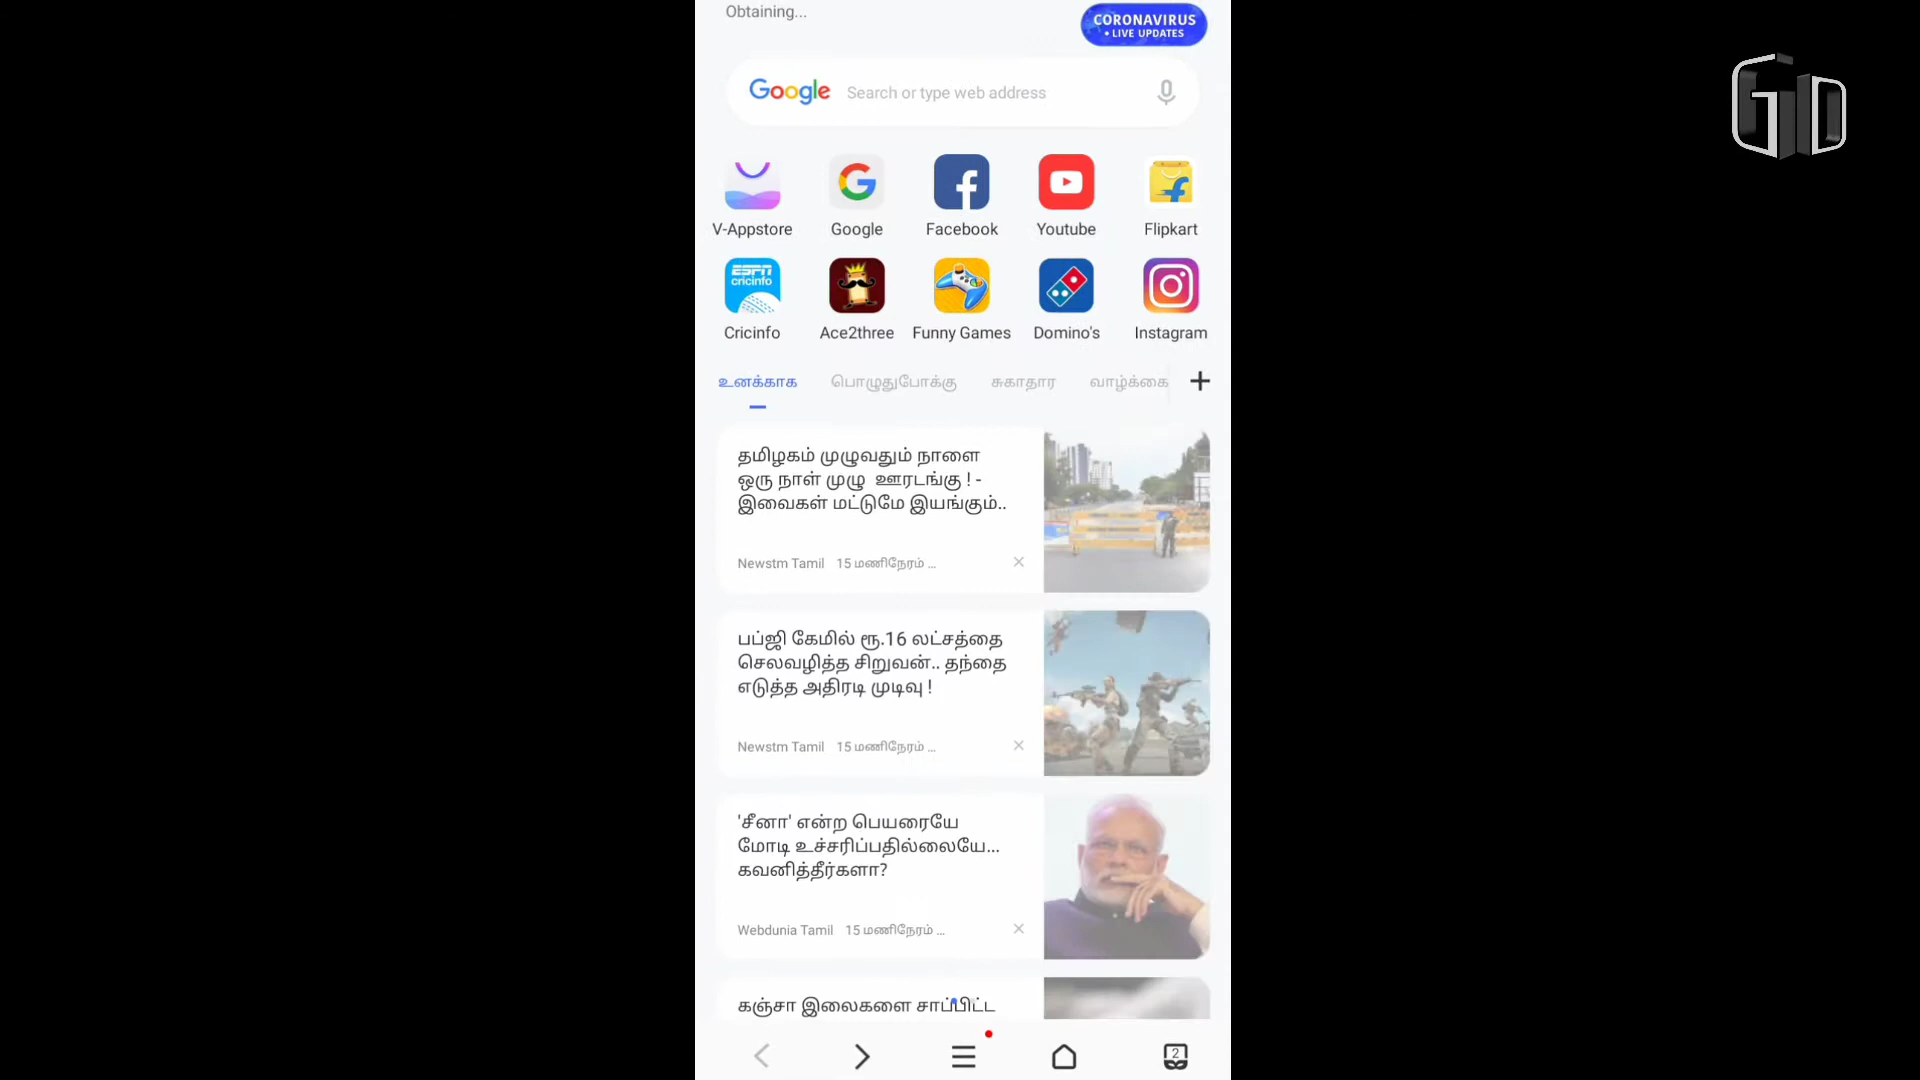 Obtaining...
CORONAVIRUS
• LIVE UPDATES
Google Search or type web address
V-Appstore
Google
Facebook
Youtube
Flipkart
ESPN
cricinfo
Cricinfo
Ace2three
Funny Games
Domino's
Instagram
உனக்காக பொழுதுபோக்கு சுகாதார வாழ்க்கை
தமிழகம் முழுவதும் நாளை
ஒரு நாள் முழு ஊரடங்கு ! -
இவைகள் மட்டுமே இயங்கும்..
Newstm Tamil 15 மணிநேரம் ...
பப்ஜி கேமில் ரூ.16 லட்சத்தை
செலவழித்த சிறுவன்.. தந்தை
எடுத்த அதிரடி முடிவு !
Newstm Tamil 15 மணிநேரம் ...
'சீனா' என்ற பெயரையே
மோடி உச்சரிப்பதில்லையே...
கவனித்தீர்களா?
Webdunia Tamil 15 மணிநேரம் ...
கஞ்சா இலைகளை சாப்பிட்ட
2